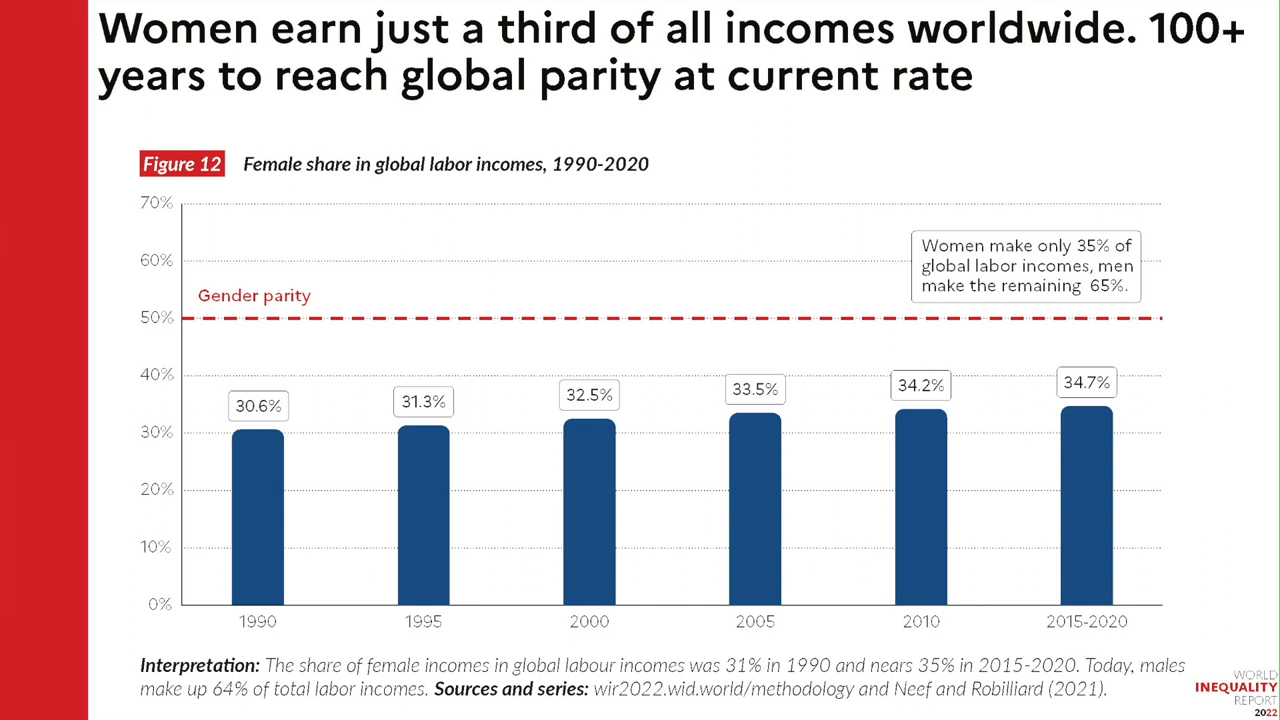 Women earn just a third of all incomes worldwide. 100+
years to reach global parity at current rate
Figure 12 Female share in global labor incomes, 1990-2020
70%
60%
50%
40%
30%
20%
10%
0%
Women make only 35% of
global labor incomes, men
make the remaining 65%.
Gender parity
30.6%
31.3%
32.5%
33.5%
34.2%
34.7%
1990
1995
2000
2005
2010
2015-2020
Interpretation: The share of female incomes in global labour incomes was 31% in 1990 and nears 35% in 2015-2020. Today, males
make up 64% of total labor incomes. Sources and series: wir2022.wid.world/methodology and Neef and Robilliard (2021).
WORLD
INEQUALITY
REPORT
2022